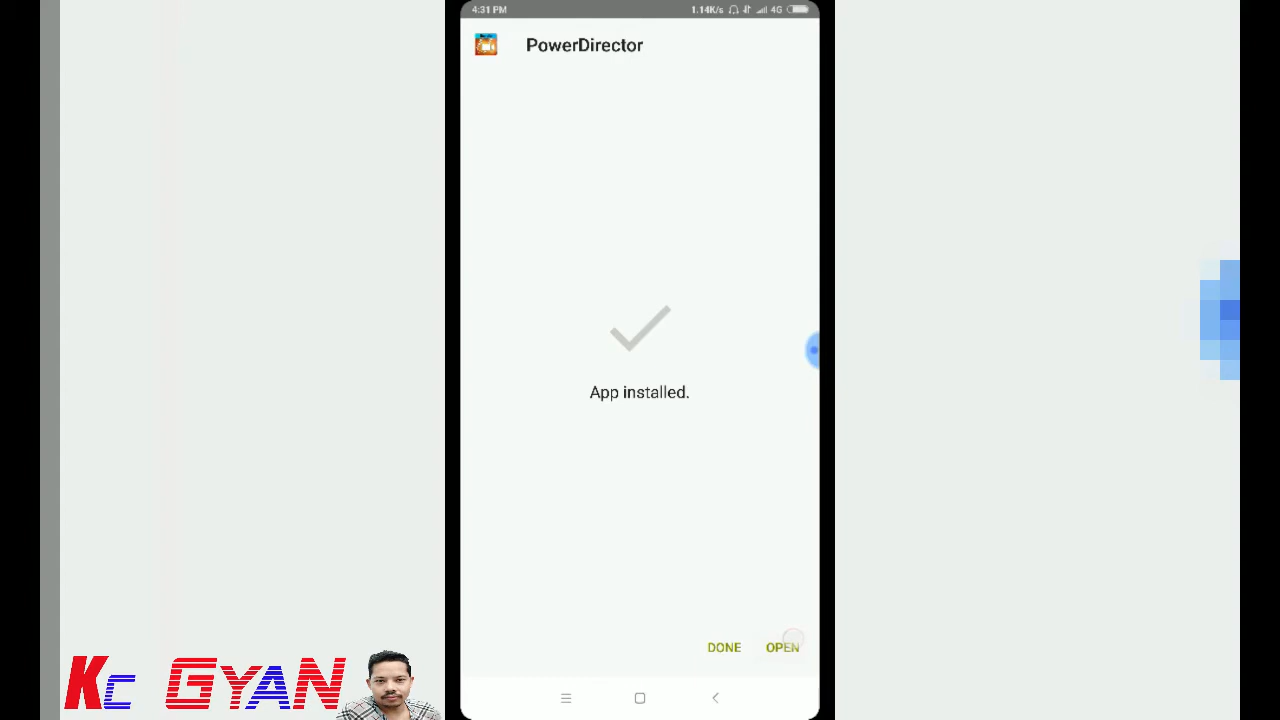 4:31 PM 1.14K/s 4G
PowerDirector
App installed.
DONE OPEN
Kc GyaN